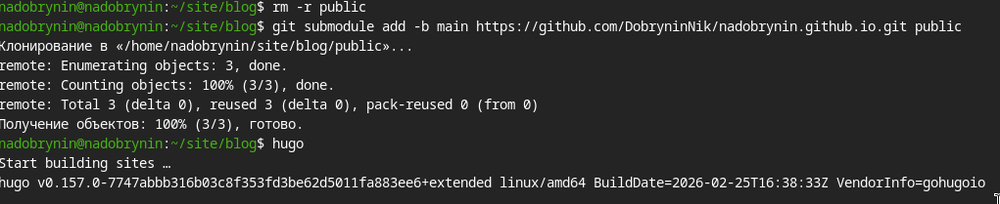 nadobrynin@nadobrynin:~/site/blog$ rm -r public
nadobrynin@nadobrynin:~/site/blog$ git submodule add -b main https://github.com/DobryninNik/nadobrynin.github.io.git public
Клонирование в «/home/nadobrynin/site/blog/public»...
remote: Enumerating objects: 3, done.
remote: Counting objects: 100% (3/3), done.
remote: Total 3 (delta 0), reused 3 (delta 0), pack-reused 0 (from 0)
Получение объектов: 100% (3/3), готово.
nadobrynin@nadobrynin:~/site/blog$ hugo
Start building sites …
hugo v0.157.0-7747abbb316b03c8f353fd3be62d5011fa883ee6+extended linux/amd64 BuildDate=2026-02-25T16:38:33Z VendorInfo=gohugoio